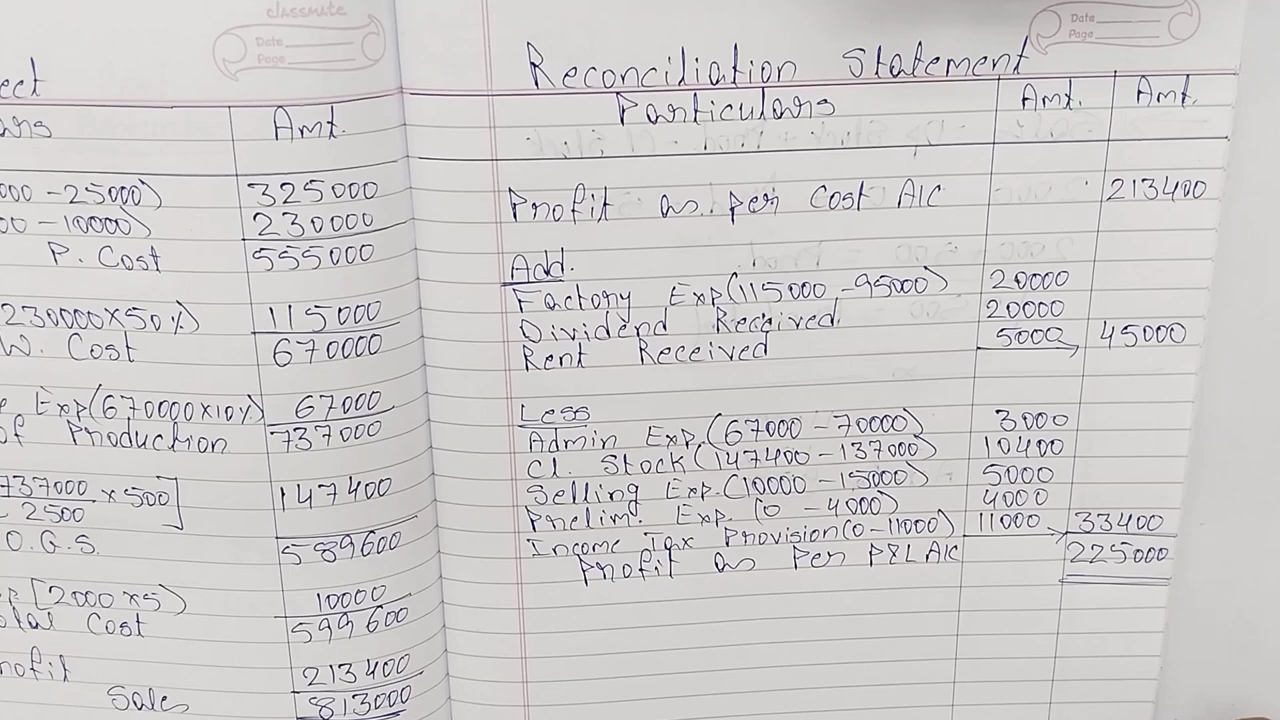 classmate
Date
Page
ect
ars
Amt.
000 - 25000)
325000
00 - 10000)
230000
P. Cost
555000
230000 x 50%)
115000
W. Cost
670000
Exp (670000x10%)
67000
of Production
737000
737000 x 500]
2500
147400
O.G.S.
589600
[2000 x 5)
10000
otal Cost
599600
rofit
213400
Sales
813000
Date
Page
Reconciliation Statement
Particulars
Amt.
Amt.
Profit as per Cost A/C
213400
Add.
Factory Exp (115000 - 95000)
20000
Dividend Received
20000
Rent Received
5000
45000
Less
Admin Exp. (67000 - 70000)
3000
Cl. Stock (147400 - 137000)
10400
Selling Exp. (10000 - 15000)
5000
Prelim. Exp. (0 - 4000)
4000
Income Tax Provision (0 - 11000)
11000
33400
Profit as Per P&L A/C
225000